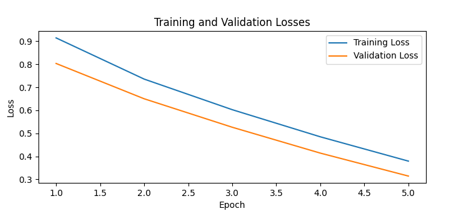 Training and Validation Losses
Training Loss
Validation Loss
0.9
0.8
0.7
0.6
0.5
0.4
0.3
Loss
1.0 1.5 2.0 2.5 3.0 3.5 4.0 4.5 5.0
Epoch